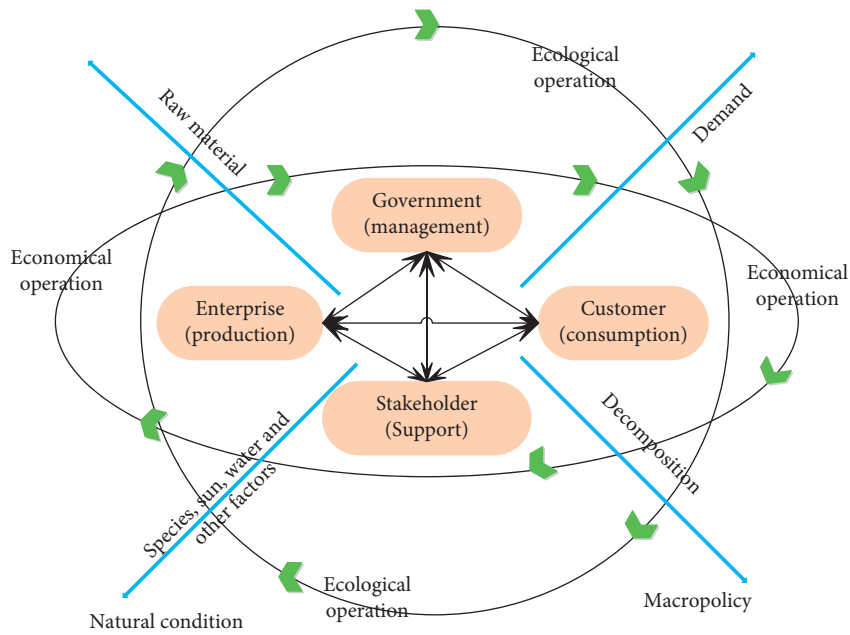 Ecological
operation
Raw material
Demand
Government
(management)
Economical
operation
Economical
operation
Enterprise
(production)
Customer
(consumption)
Stakeholder
(Support)
Species, sun, water and
other factors
Decomposition
Ecological
operation
Natural condition
Macropolicy